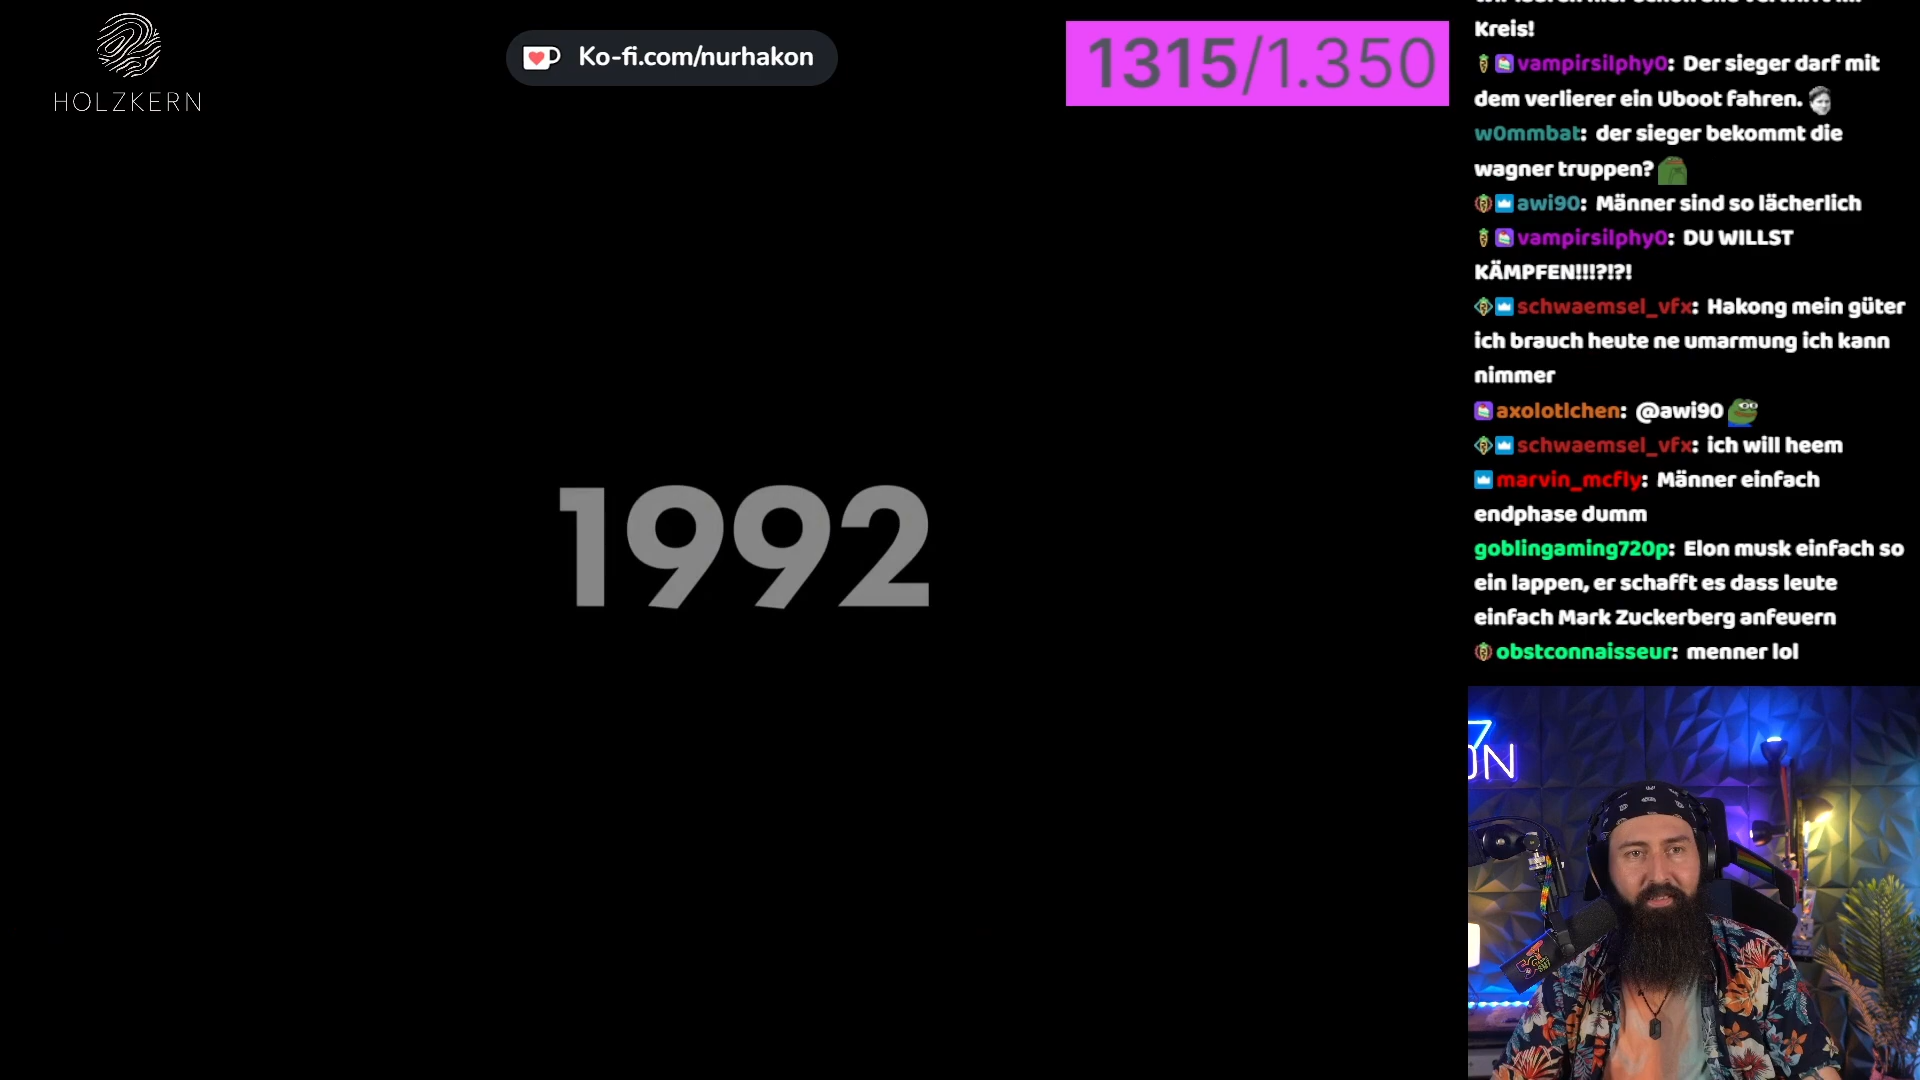 HOLZKERN
Ko-fi.com/nurhakon
1315/1.350
1992
Kreis!
vampirsilphy0: Der sieger darf mit
dem verlierer ein Uboot fahren.
w0mmbat: der sieger bekommt die
wagner truppen?
awi90: Männer sind so lächerlich
vampirsilphy0: DU WILLST
KÄMPFEN!!!?!?!
schwaemsel_vfx: Hakong mein güter
ich brauch heute ne umarmung ich kann
nimmer
axolotlchen: @awi90
schwaemsel_vfx: ich will heem
marvin_mcfly: Männer einfach
endphase dumm
goblingaming720p: Elon musk einfach so
ein lappen, er schafft es dass leute
einfach Mark Zuckerberg anfeuern
obstconnaisseur: menner lol
ON